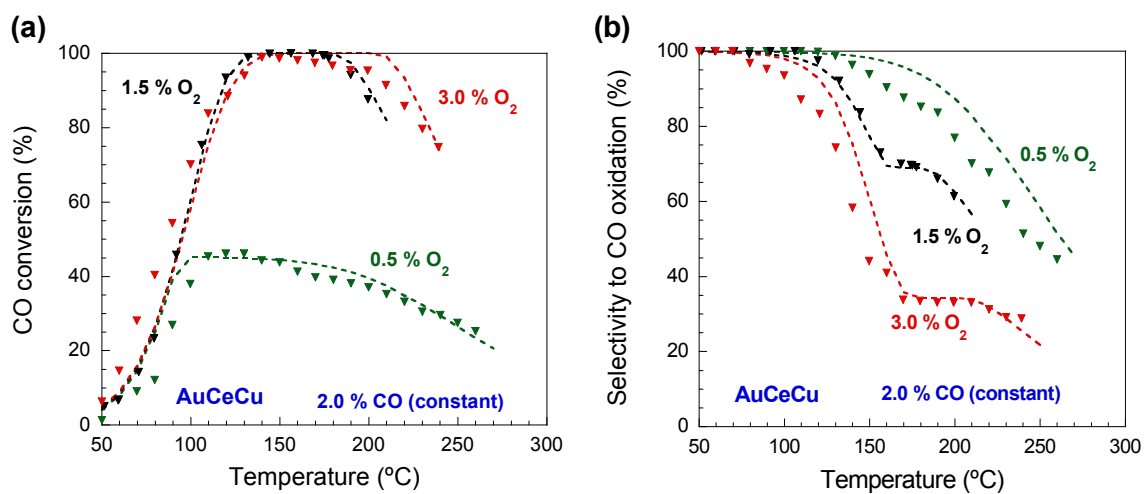 (a)
100
80
60
40
20
0
50
100
150
200
250
300
CO conversion (%)
Temperature (ºC)
1.5 % O₂
3.0 % O₂
0.5 % O₂
AuCeCu
2.0 % CO (constant)
(b)
100
80
60
40
20
0
50
100
150
200
250
300
Selectivity to CO oxidation (%)
Temperature (ºC)
0.5 % O₂
1.5 % O₂
3.0 % O₂
AuCeCu
2.0 % CO (constant)